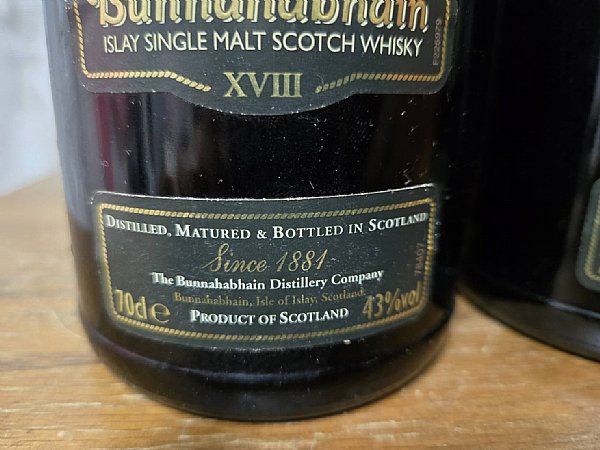 Bunnahabhain
ISLAY SINGLE MALT SCOTCH WHISKY
XVIII
DISTILLED, MATURED & BOTTLED IN SCOTLAND
Since 1881
The Bunnahabhain Distillery Company
Bunnahabhain, Isle of Islay, Scotland
70cl e
43%vol
PRODUCT OF SCOTLAND